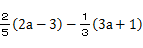 2/5(2a − 3) − 1/3(3a + 1)